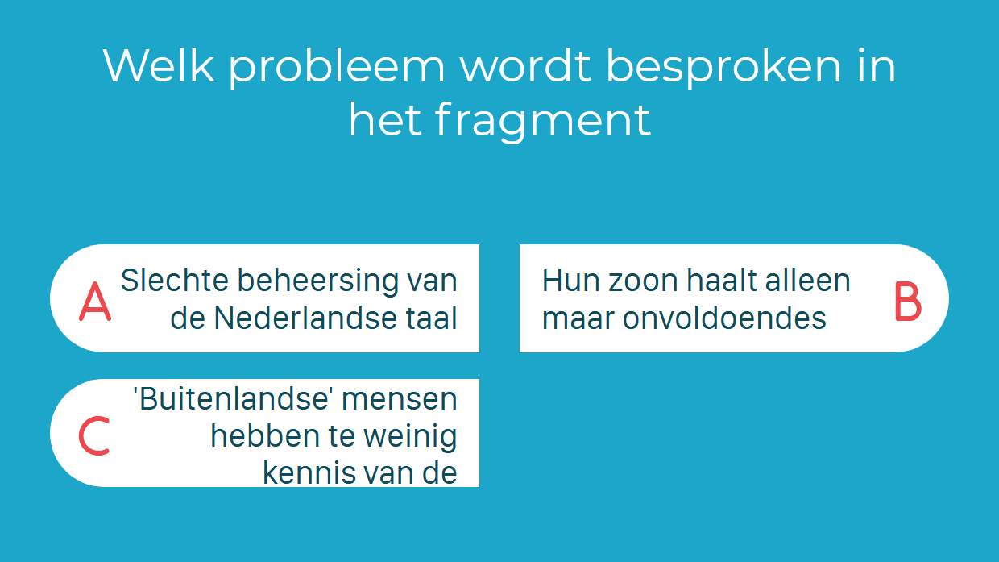 Welk probleem wordt besproken in
het fragment
A
Slechte beheersing van
de Nederlandse taal
Hun zoon haalt alleen
maar onvoldoendes
B
C
'Buitenlandse' mensen
hebben te weinig
kennis van de